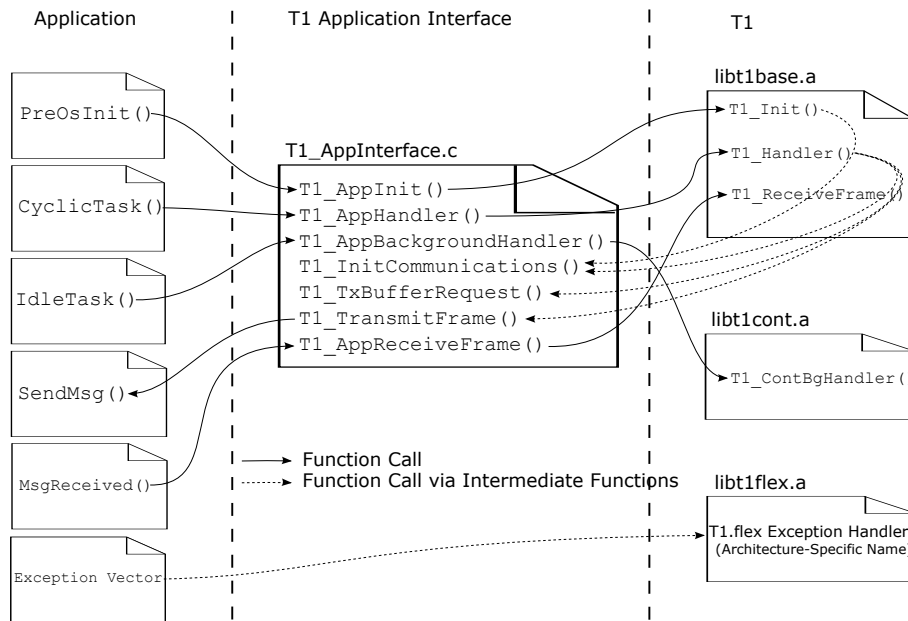 Application
T1 Application Interface
T1
PreOsInit()
CyclicTask()
IdleTask()
SendMsg()
MsgReceived()
Exception Vector
T1_AppInterface.c
T1_AppInit()
T1_AppHandler()
T1_AppBackgroundHandler()
T1_InitCommunications()
T1_TxBufferRequest()
T1_TransmitFrame()
T1_AppReceiveFrame()
Function Call
Function Call via Intermediate Functions
libt1base.a
T1_Init()
T1_Handler()
T1_ReceiveFrame()
libt1cont.a
T1_ContBgHandler(
libt1flex.a
T1.flex Exception Handler
(Architecture-Specific Name)